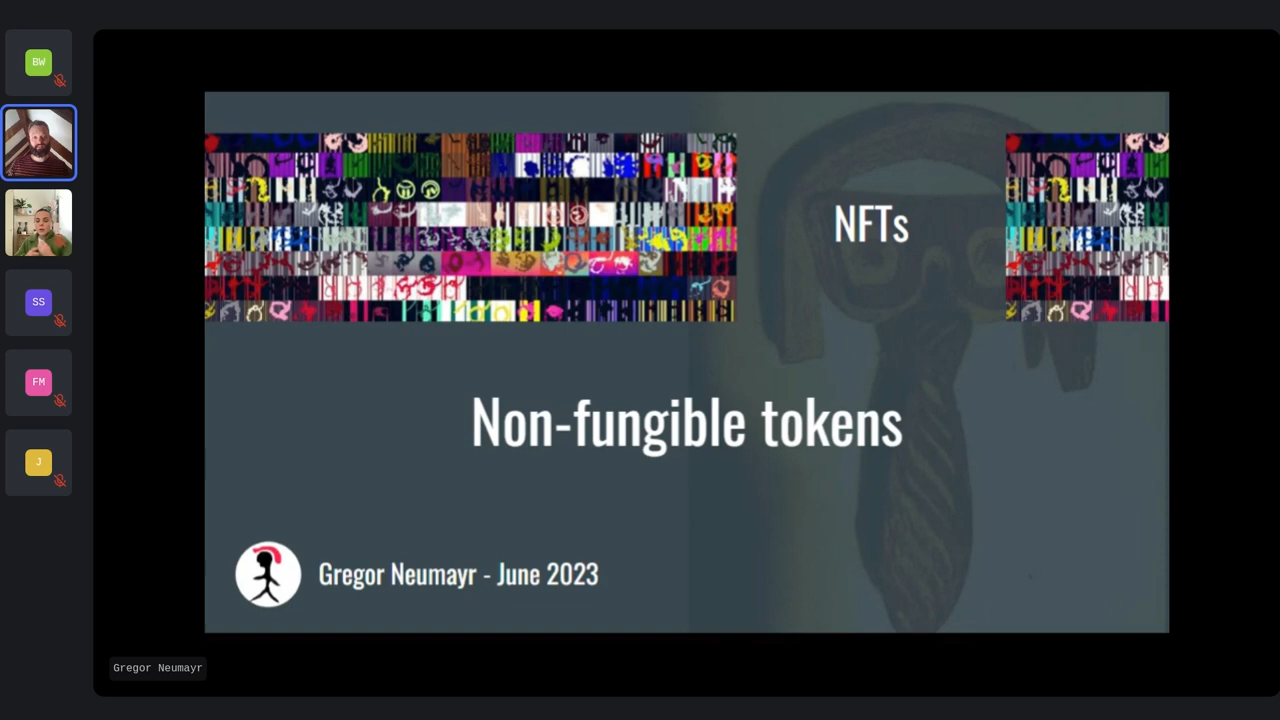 BW
SS
FM
J
NFTs
Non-fungible tokens
Gregor Neumayr - June 2023
Gregor Neumayr